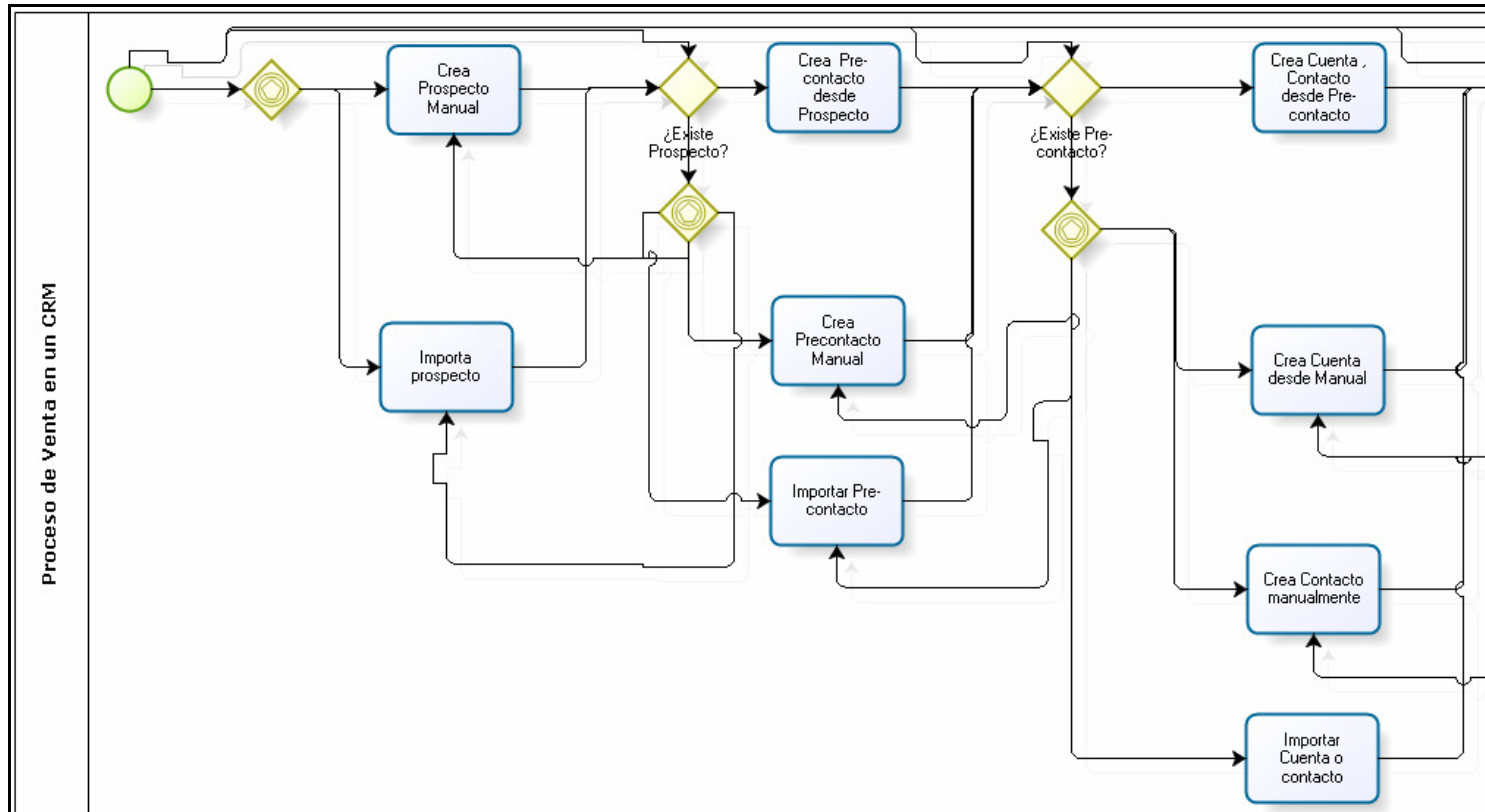 Proceso de Venta en un CRM
Crea
Prospecto
Manual
¿Existe
Prospecto?
Crea Pre-
contacto
desde
Prospecto
¿Existe Pre-
contacto?
Crea Cuenta ,
Contacto
desde Pre-
contacto
Importa
prospecto
Crea
Precontacto
Manual
Crea Cuenta
desde Manual
Importar Pre-
contacto
Crea Contacto
manualmente
Importar
Cuenta o
contacto